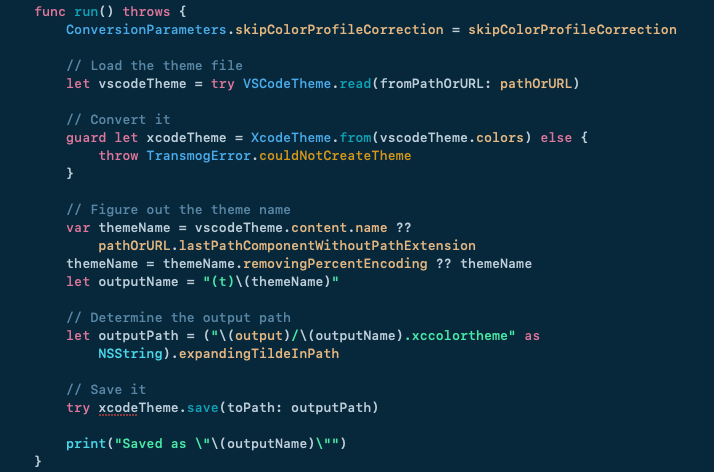 func run() throws {
ConversionParameters.skipColorProfileCorrection = skipColorProfileCorrection
// Load the theme file
let vscodeTheme = try VSCodeTheme.read(fromPathOrURL: pathOrURL)
// Convert it
guard let xcodeTheme = XcodeTheme.from(vscodeTheme.colors) else {
throw TransmogError.couldNotCreateTheme
}
// Figure out the theme name
var themeName = vscodeTheme.content.name ??
pathOrURL.lastPathComponentWithoutPathExtension
themeName = themeName.removingPercentEncoding ?? themeName
let outputName = "(t)\(themeName)"
// Determine the output path
let outputPath = ("\(output)/\(outputName).xccolortheme" as
NSString).expandingTildeInPath
// Save it
try xcodeTheme.save(toPath: outputPath)
print("Saved as \"\(outputName)\"")
}